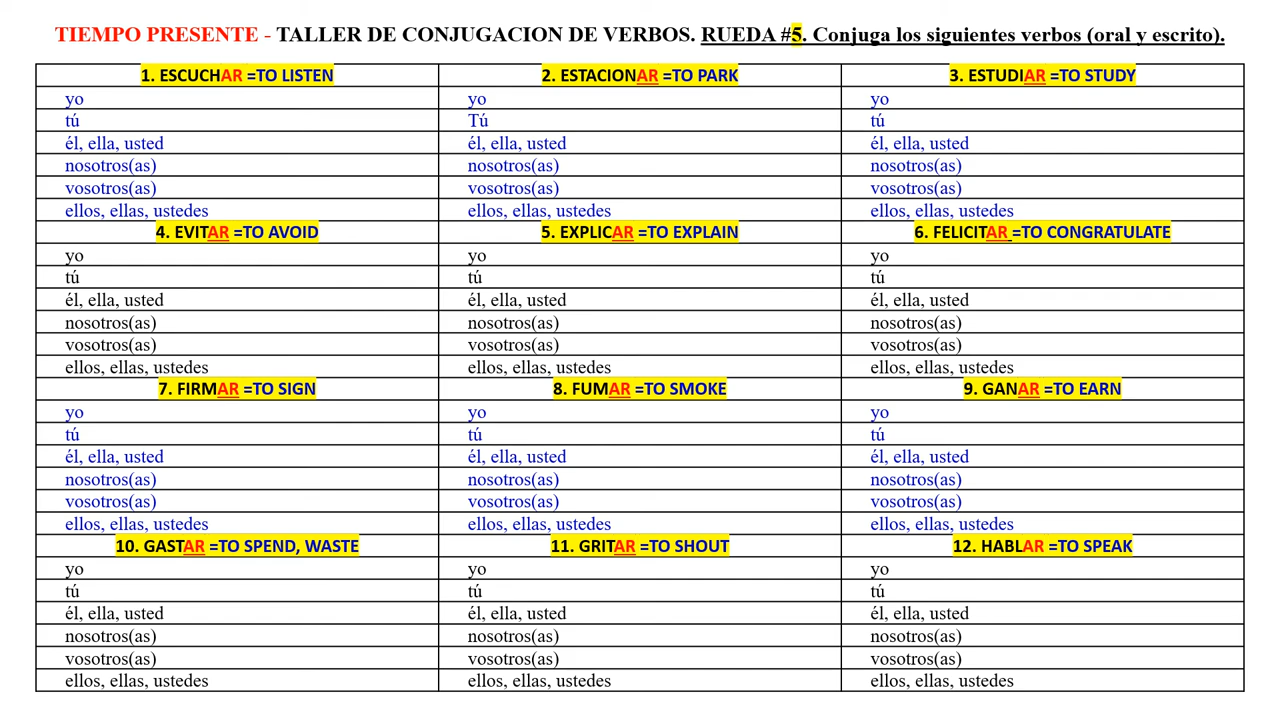 TIEMPO PRESENTE - TALLER DE CONJUGACION DE VERBOS. RUEDA #5. Conjuga los siguientes verbos (oral y escrito).
1. ESCUCHAR =TO LISTEN 2. ESTACIONAR =TO PARK 3. ESTUDIAR =TO STUDY
yo yo yo
tú Tú tú
él, ella, usted él, ella, usted él, ella, usted
nosotros(as) nosotros(as) nosotros(as)
vosotros(as) vosotros(as) vosotros(as)
ellos, ellas, ustedes ellos, ellas, ustedes ellos, ellas, ustedes
4. EVITAR =TO AVOID 5. EXPLICAR =TO EXPLAIN 6. FELICITAR =TO CONGRATULATE
yo yo yo
tú tú tú
él, ella, usted él, ella, usted él, ella, usted
nosotros(as) nosotros(as) nosotros(as)
vosotros(as) vosotros(as) vosotros(as)
ellos, ellas, ustedes ellos, ellas, ustedes ellos, ellas, ustedes
7. FIRMAR =TO SIGN 8. FUMAR =TO SMOKE 9. GANAR =TO EARN
yo yo yo
tú tú tú
él, ella, usted él, ella, usted él, ella, usted
nosotros(as) nosotros(as) nosotros(as)
vosotros(as) vosotros(as) vosotros(as)
ellos, ellas, ustedes ellos, ellas, ustedes ellos, ellas, ustedes
10. GASTAR =TO SPEND, WASTE 11. GRITAR =TO SHOUT 12. HABLAR =TO SPEAK
yo yo yo
tú tú tú
él, ella, usted él, ella, usted él, ella, usted
nosotros(as) nosotros(as) nosotros(as)
vosotros(as) vosotros(as) vosotros(as)
ellos, ellas, ustedes ellos, ellas, ustedes ellos, ellas, ustedes